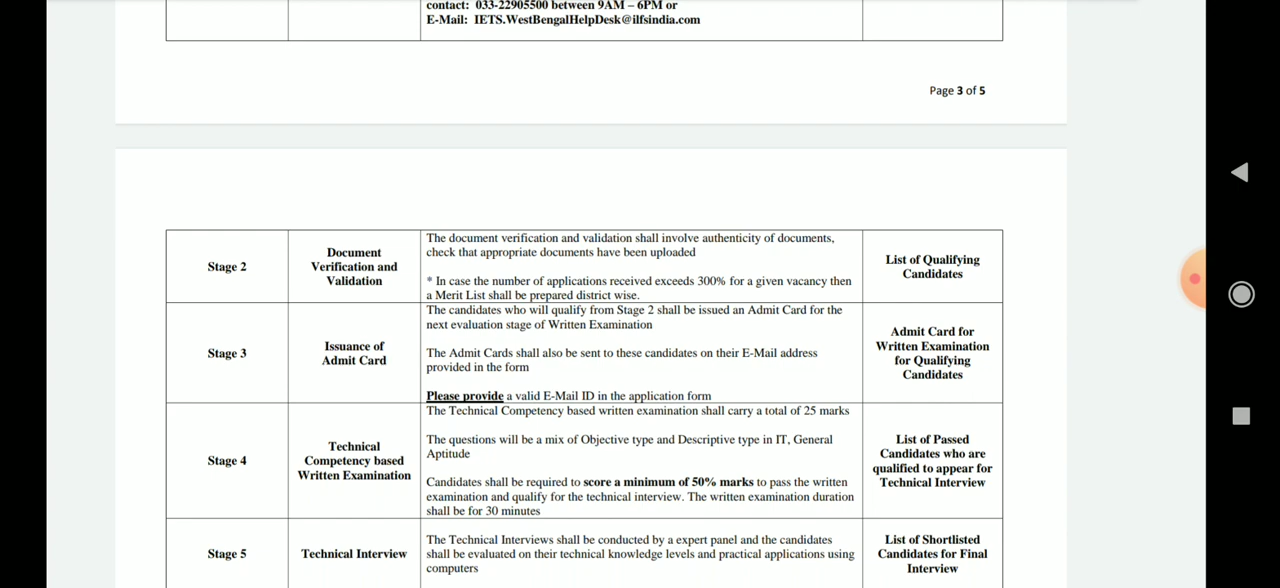 contact: 033-22905500 between 9AM – 6PM or
E-Mail: IETS.WestBengalHelpDesk@ilfsindia.com
Page 3 of 5
Stage 2
Document
Verification and
Validation
The document verification and validation shall involve authenticity of documents,
check that appropriate documents have been uploaded
* In case the number of applications received exceeds 300% for a given vacancy then
a Merit List shall be prepared district wise.
List of Qualifying
Candidates
Stage 3
Issuance of
Admit Card
The candidates who will qualify from Stage 2 shall be issued an Admit Card for the
next evaluation stage of Written Examination
The Admit Cards shall also be sent to these candidates on their E-Mail address
provided in the form
Please provide a valid E-Mail ID in the application form
Admit Card for
Written Examination
for Qualifying
Candidates
Stage 4
Technical
Competency based
Written Examination
The Technical Competency based written examination shall carry a total of 25 marks
The questions will be a mix of Objective type and Descriptive type in IT, General
Aptitude
Candidates shall be required to score a minimum of 50% marks to pass the written
examination and qualify for the technical interview. The written examination duration
shall be for 30 minutes
List of Passed
Candidates who are
qualified to appear for
Technical Interview
Stage 5
Technical Interview
The Technical Interviews shall be conducted by a expert panel and the candidates
shall be evaluated on their technical knowledge levels and practical applications using
computers
List of Shortlisted
Candidates for Final
Interview